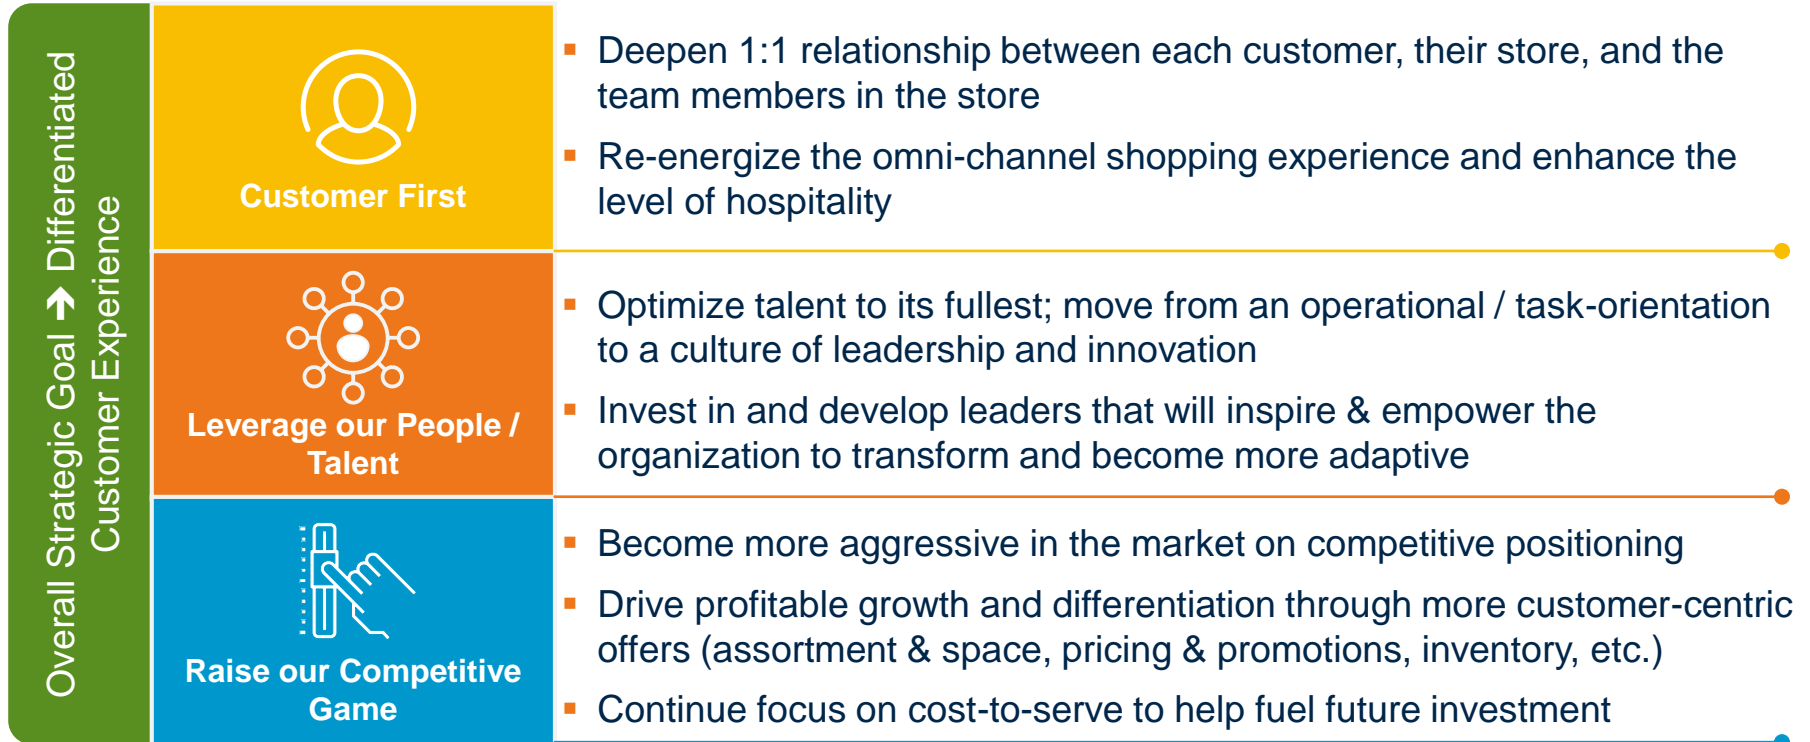 Overall Strategic Goal ➔ Differentiated
Customer Experience
Customer First
▪ Deepen 1:1 relationship between each customer, their store, and the
team members in the store
▪ Re-energize the omni-channel shopping experience and enhance the
level of hospitality
Leverage our People /
Talent
▪ Optimize talent to its fullest; move from an operational / task-orientation
to a culture of leadership and innovation
▪ Invest in and develop leaders that will inspire & empower the
organization to transform and become more adaptive
Raise our Competitive
Game
▪ Become more aggressive in the market on competitive positioning
▪ Drive profitable growth and differentiation through more customer-centric
offers (assortment & space, pricing & promotions, inventory, etc.)
▪ Continue focus on cost-to-serve to help fuel future investment